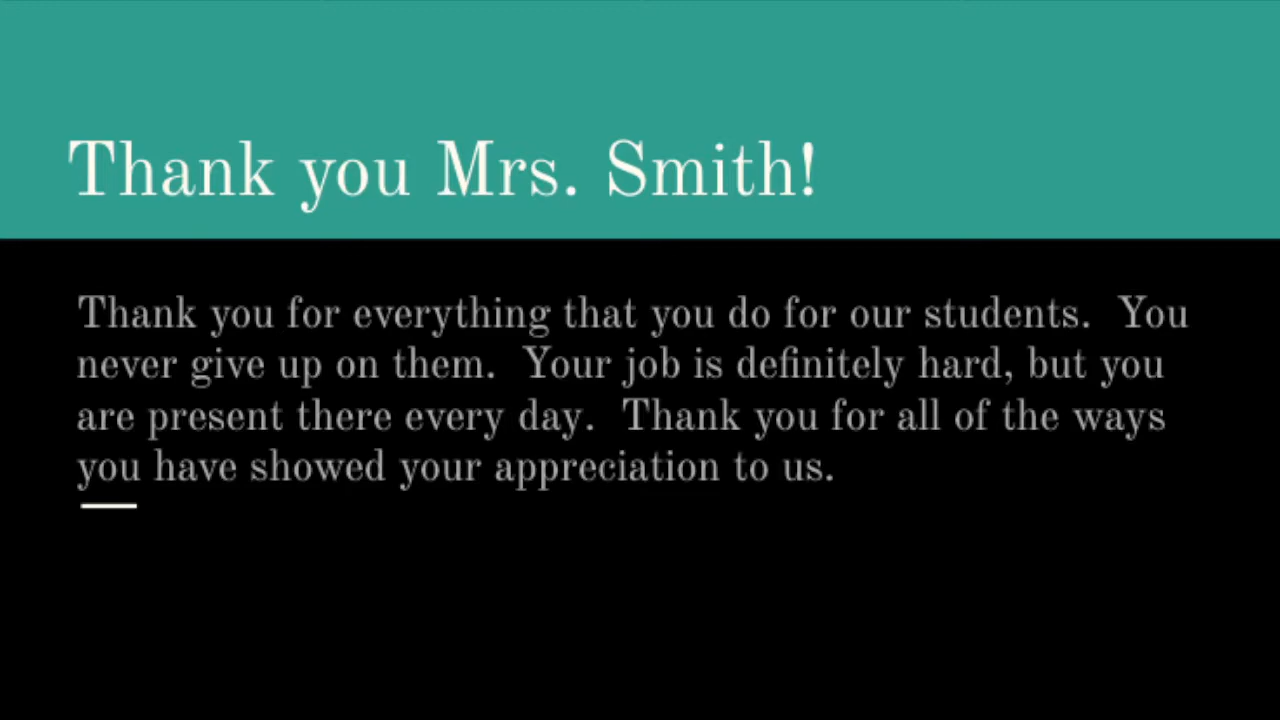 Thank you Mrs. Smith!
Thank you for everything that you do for our students.  You
never give up on them.  Your job is definitely hard, but you
are present there every day.  Thank you for all of the ways
you have showed your appreciation to us.